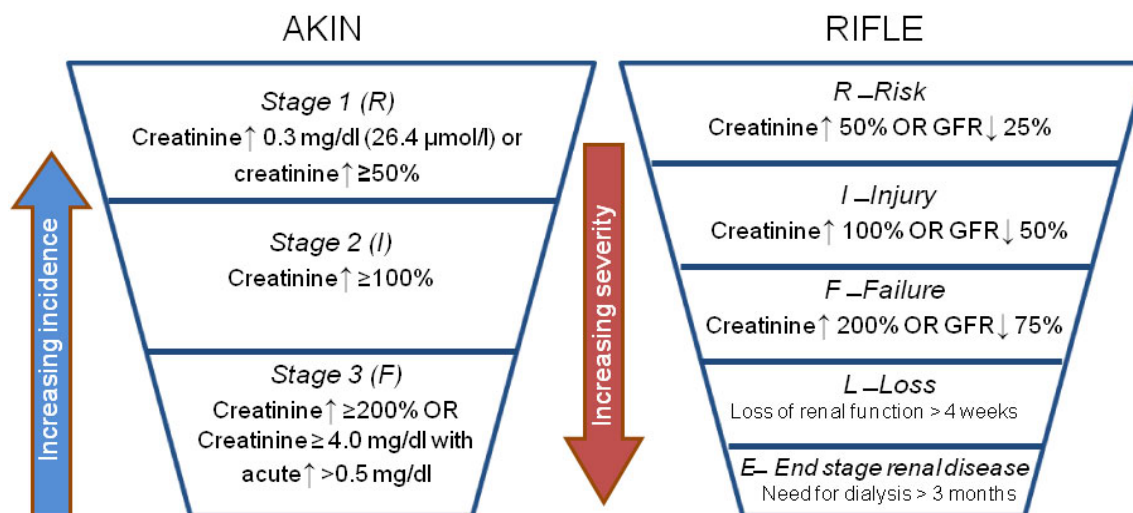 AKIN
Stage 1 (R)
Creatinine↑ 0.3 mg/dl (26.4 µmol/l) or
creatinine↑ ≥50%
Stage 2 (I)
Creatinine↑ ≥100%
Stage 3 (F)
Creatinine↑ ≥200% OR
Creatinine≥ 4.0 mg/dl with
acute↑ >0.5 mg/dl
Increasing incidence
Increasing severity
RIFLE
R –Risk
Creatinine↑ 50% OR GFR↓ 25%
I –Injury
Creatinine↑ 100% OR GFR↓ 50%
F –Failure
Creatinine↑ 200% OR GFR↓ 75%
L –Loss
Loss of renal function > 4 weeks
E– End stage renal disease
Need for dialysis > 3 months